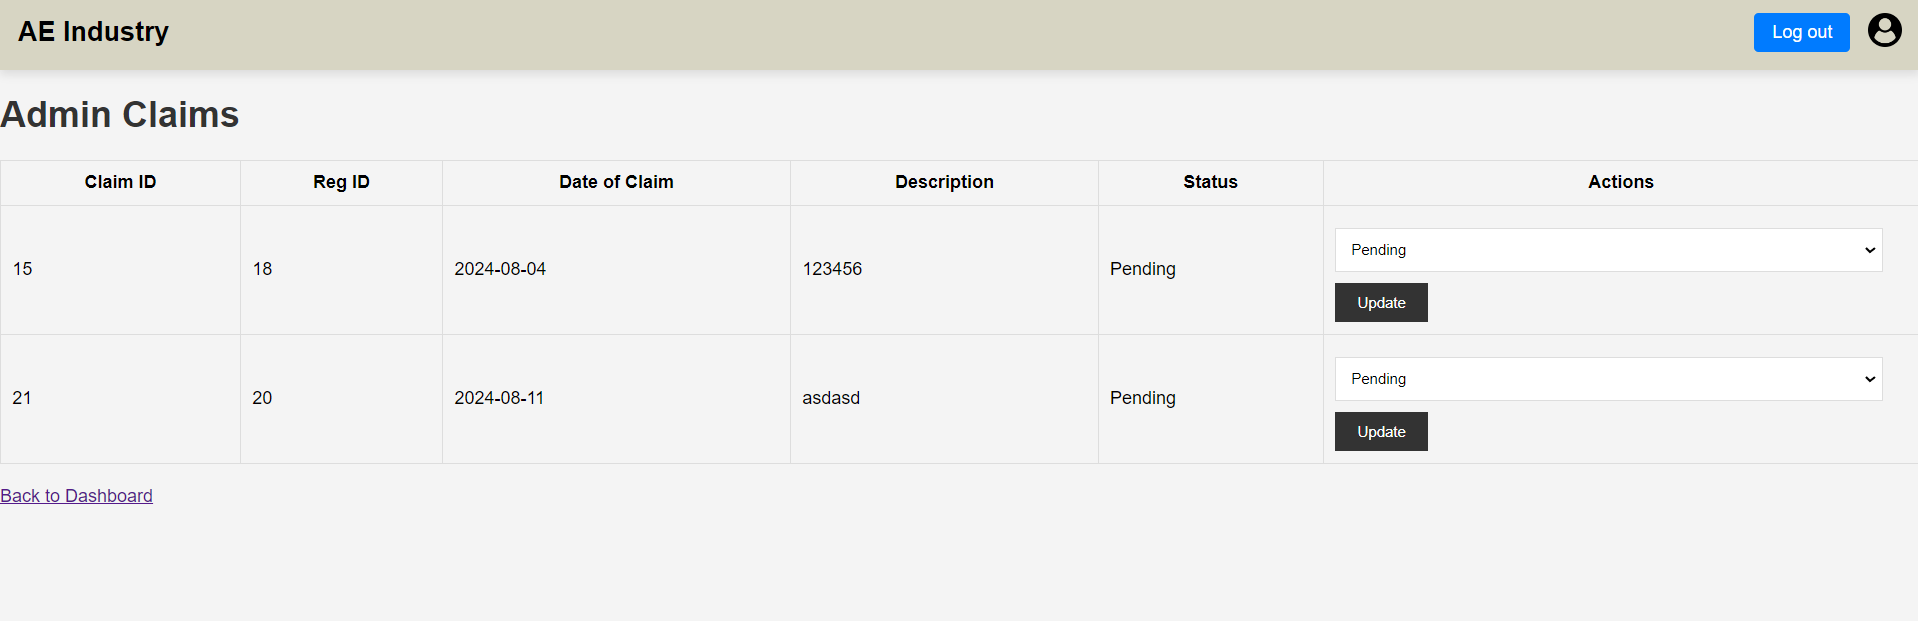 AE Industry
Log out
Admin Claims
Claim ID Reg ID Date of Claim Description Status Actions
15 18 2024-08-04 123456 Pending Pending
Update
21 20 2024-08-11 asdasd Pending Pending
Update
Back to Dashboard